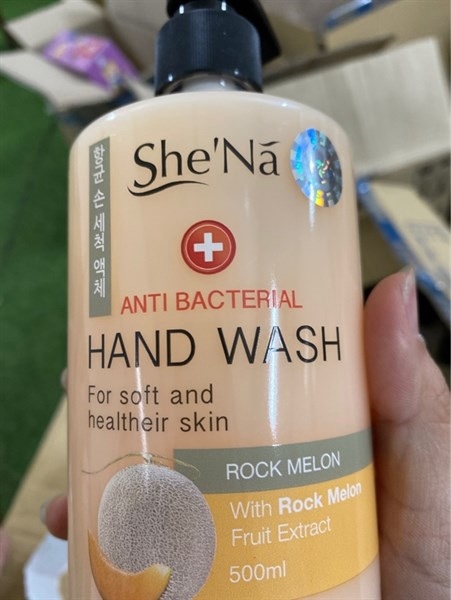 She'Nā
항균 손 세척 액체
ANTI BACTERIAL
HAND WASH
For soft and
healtheir skin
ROCK MELON
With Rock Melon
Fruit Extract
500ml